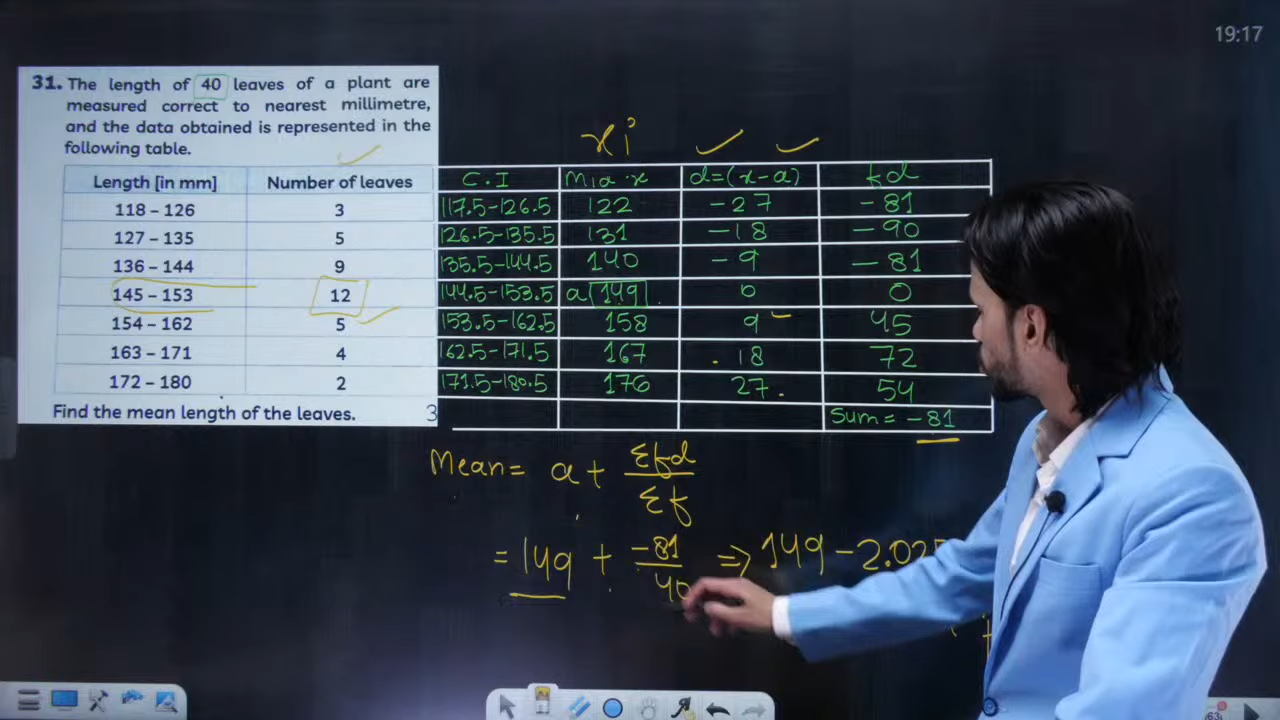 19:17
31. The length of 40 leaves of a plant are
measured correct to nearest millimetre,
and the data obtained is represented in the
following table.
Length [in mm] Number of leaves
118 – 126 3
127 – 135 5
136 – 144 9
145 – 153 12
154 – 162 5
163 – 171 4
172 – 180 2
Find the mean length of the leaves. 3
xi
C.I Mid.x d=(x-a) fd
117.5-126.5 122 -27 -81
126.5-135.5 131 -18 -90
135.5-144.5 140 -9 -81
144.5-153.5 a[149] 0 0
153.5-162.5 158 9 45
162.5-171.5 167 18 72
171.5-180.5 176 27 54
Sum = -81
Mean = a + Σfd / Σf
= 149 + -81 / 40 ⇒ 149 - 2.025